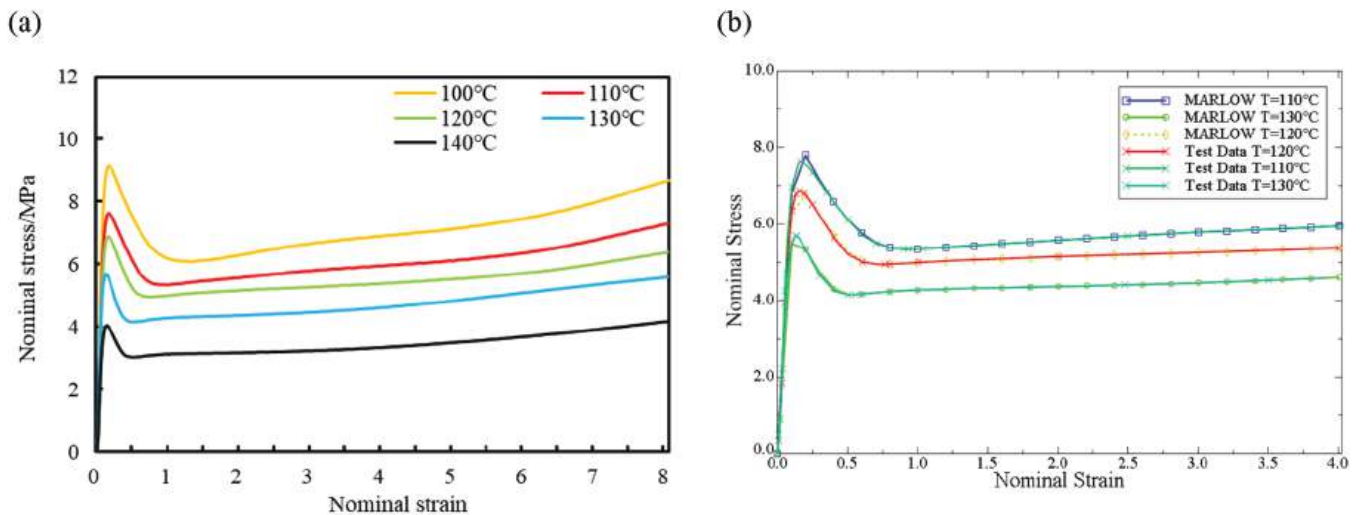 (a)
12
10
8
6
4
2
0
Nominal stress/MPa
100℃
110℃
120℃
130℃
140℃
0 1 2 3 4 5 6 7 8
Nominal strain
(b)
10.0
8.0
6.0
4.0
2.0
0.0
Nominal Stress
MARLOW T=110℃
MARLOW T=130℃
MARLOW T=120℃
Test Data T=120℃
Test Data T=110℃
Test Data T=130℃
0.0 0.5 1.0 1.5 2.0 2.5 3.0 3.5 4.0
Nominal Strain